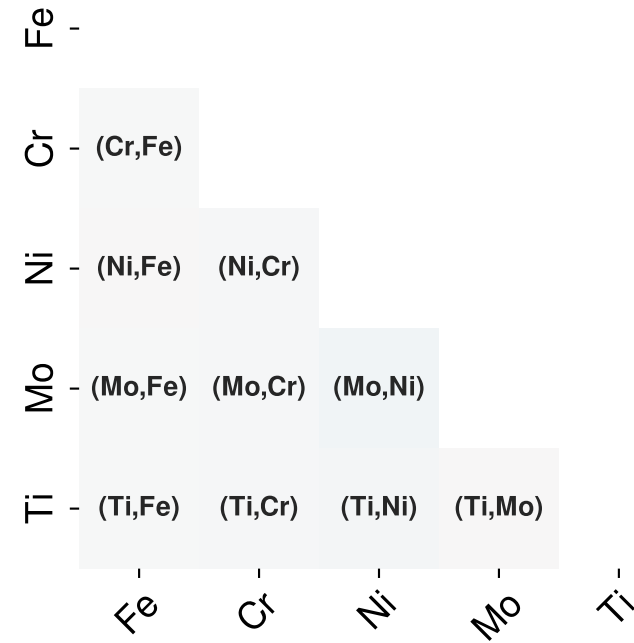 Fe
Cr (Cr,Fe)
Ni (Ni,Fe) (Ni,Cr)
Mo (Mo,Fe) (Mo,Cr) (Mo,Ni)
Ti (Ti,Fe) (Ti,Cr) (Ti,Ni) (Ti,Mo)
Fe Cr Ni Mo Ti